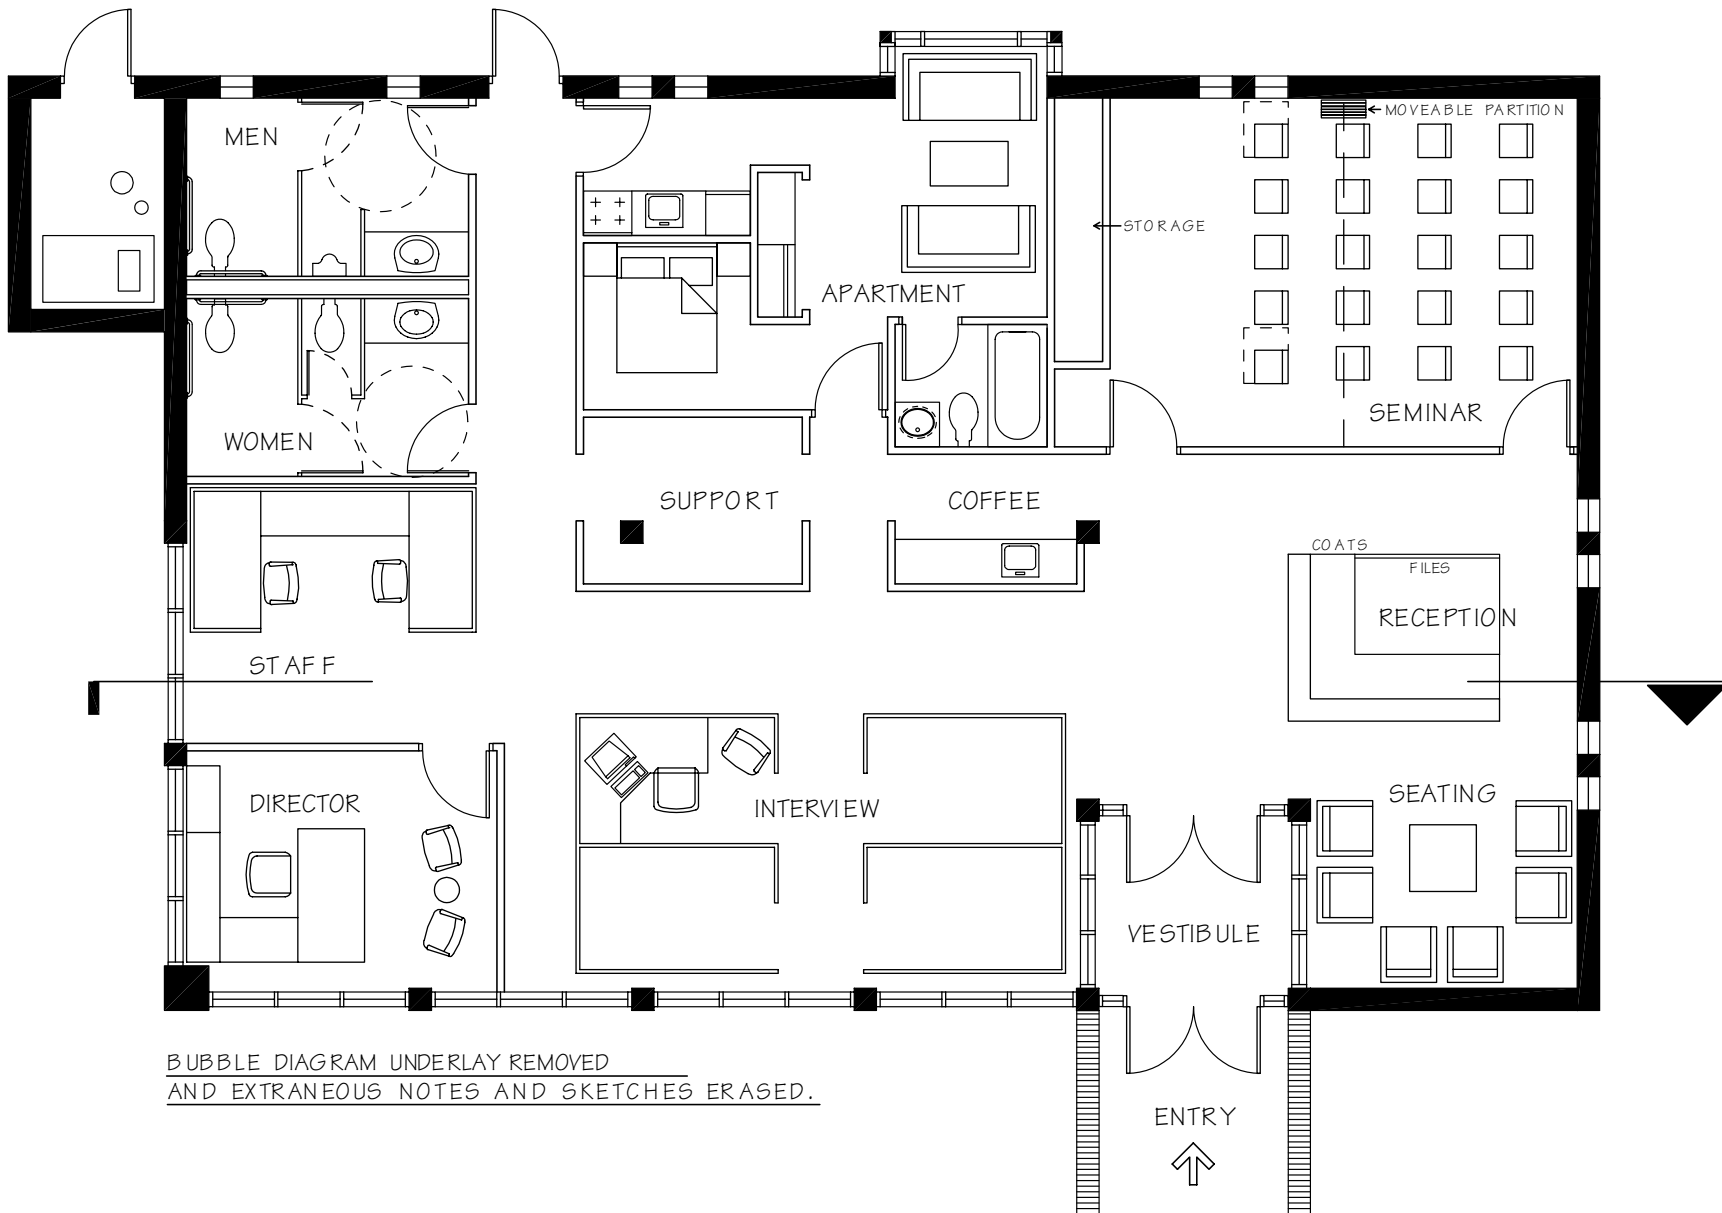 MOVEABLE PARTITION
MEN
STORAGE
APARTMENT
SEMINAR
WOMEN
SUPPORT
COFFEE
COATS
FILES
RECEPTION
STAFF
SEATING
DIRECTOR
INTERVIEW
VESTIBULE
BUBBLE DIAGRAM UNDERLAY REMOVED
AND EXTRANEOUS NOTES AND SKETCHES ERASED.
ENTRY